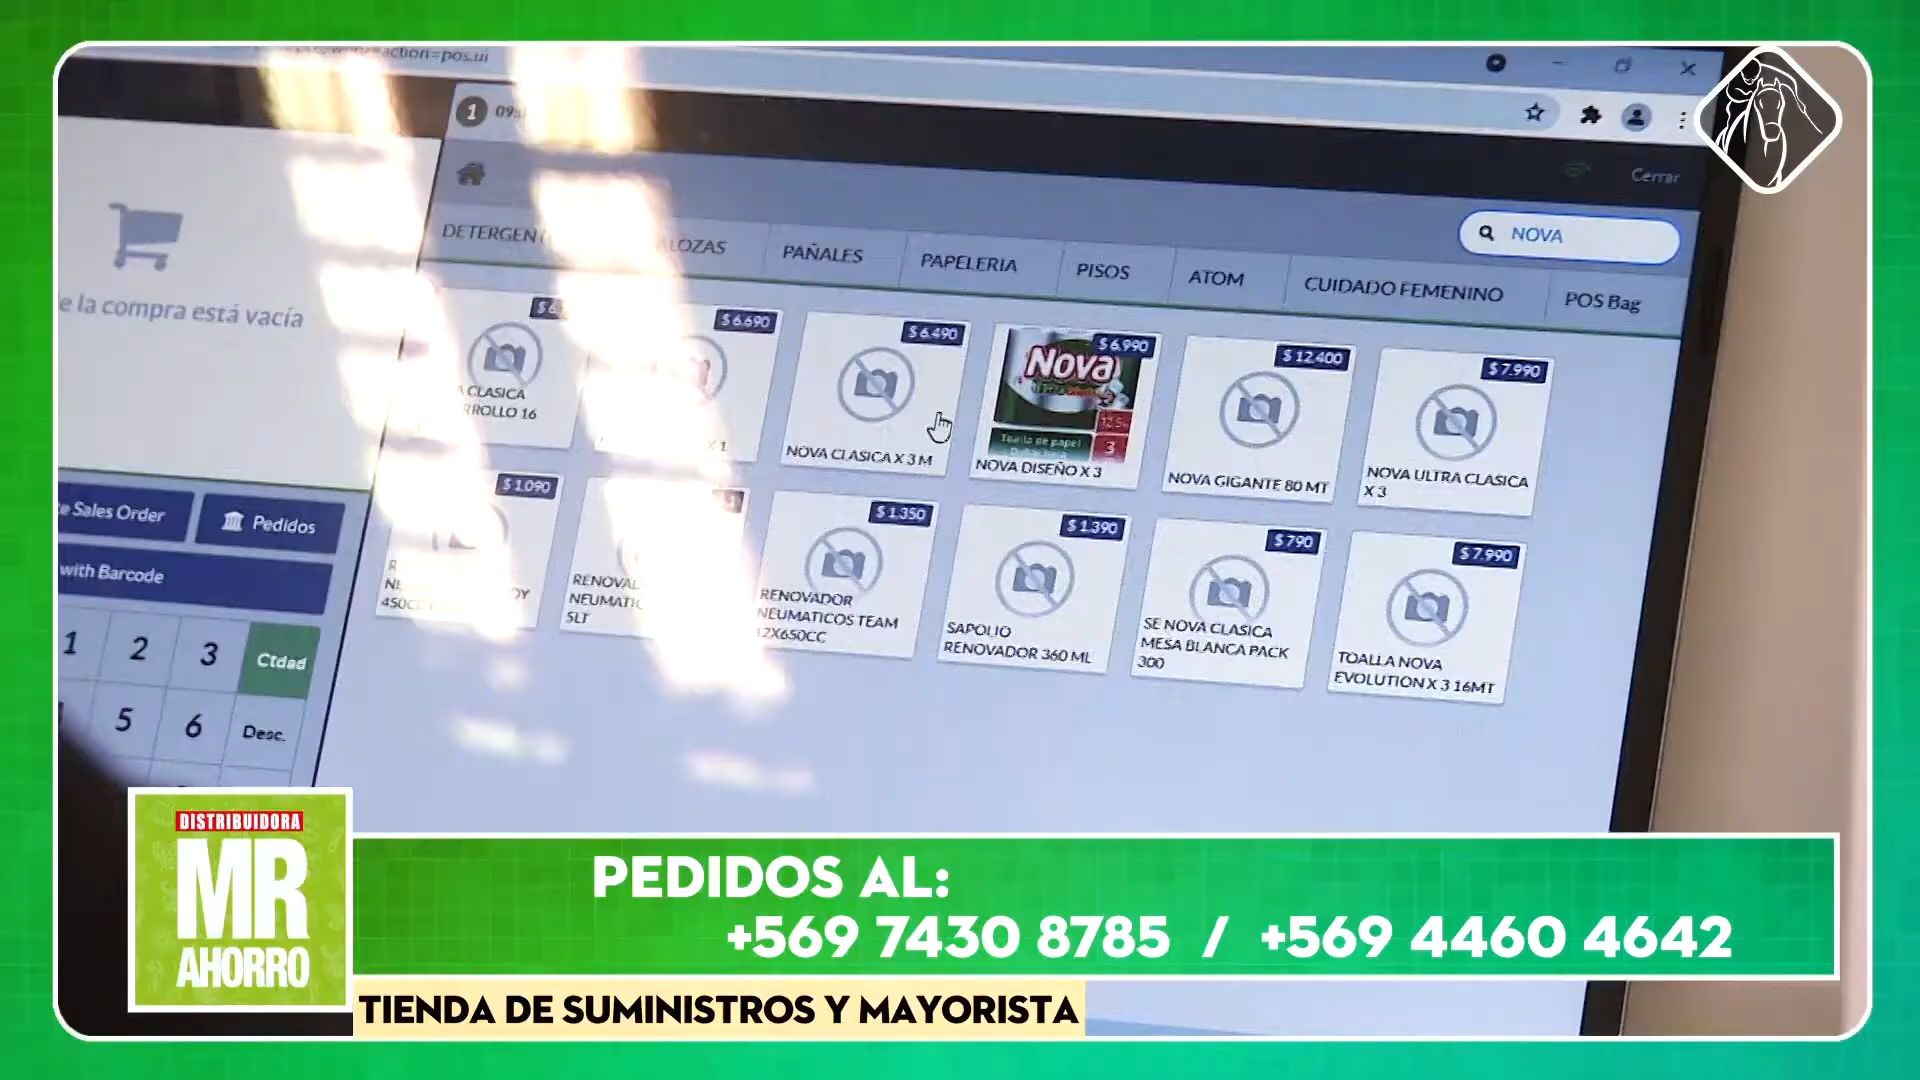 action=pos.ui
1
Cerrar
NOVA
PAÑALES
PAPELERIA
PISOS
ATOM
CUIDADO FEMENINO
POS Bag
e la compra está vacía
$ 6.690
$ 6.490
$ 6.990
$ 12.400
$ 7.990
Nova
CLASICA
NOVA CLASICA X 3 M
NOVA DISEÑO X 3
NOVA GIGANTE 80 MT
NOVA ULTRA CLASICA
X 3
$ 1.090
$ 1.350
$ 1.390
$ 790
$ 7.990
RENOVADOR
NEUMATICOS TEAM
12X650CC
SAPOLIO
RENOVADOR 360 ML
SE NOVA CLASICA
MESA BLANCA PACK
300
TOALLA NOVA
EVOLUTION X 3 16MT
5LT
Sales Order
Pedidos
with Barcode
1 2 3 Ctdad
5 6 Desc.
DISTRIBUIDORA
MR
AHORRO
PEDIDOS AL:
+569 7430 8785 / +569 4460 4642
TIENDA DE SUMINISTROS Y MAYORISTA